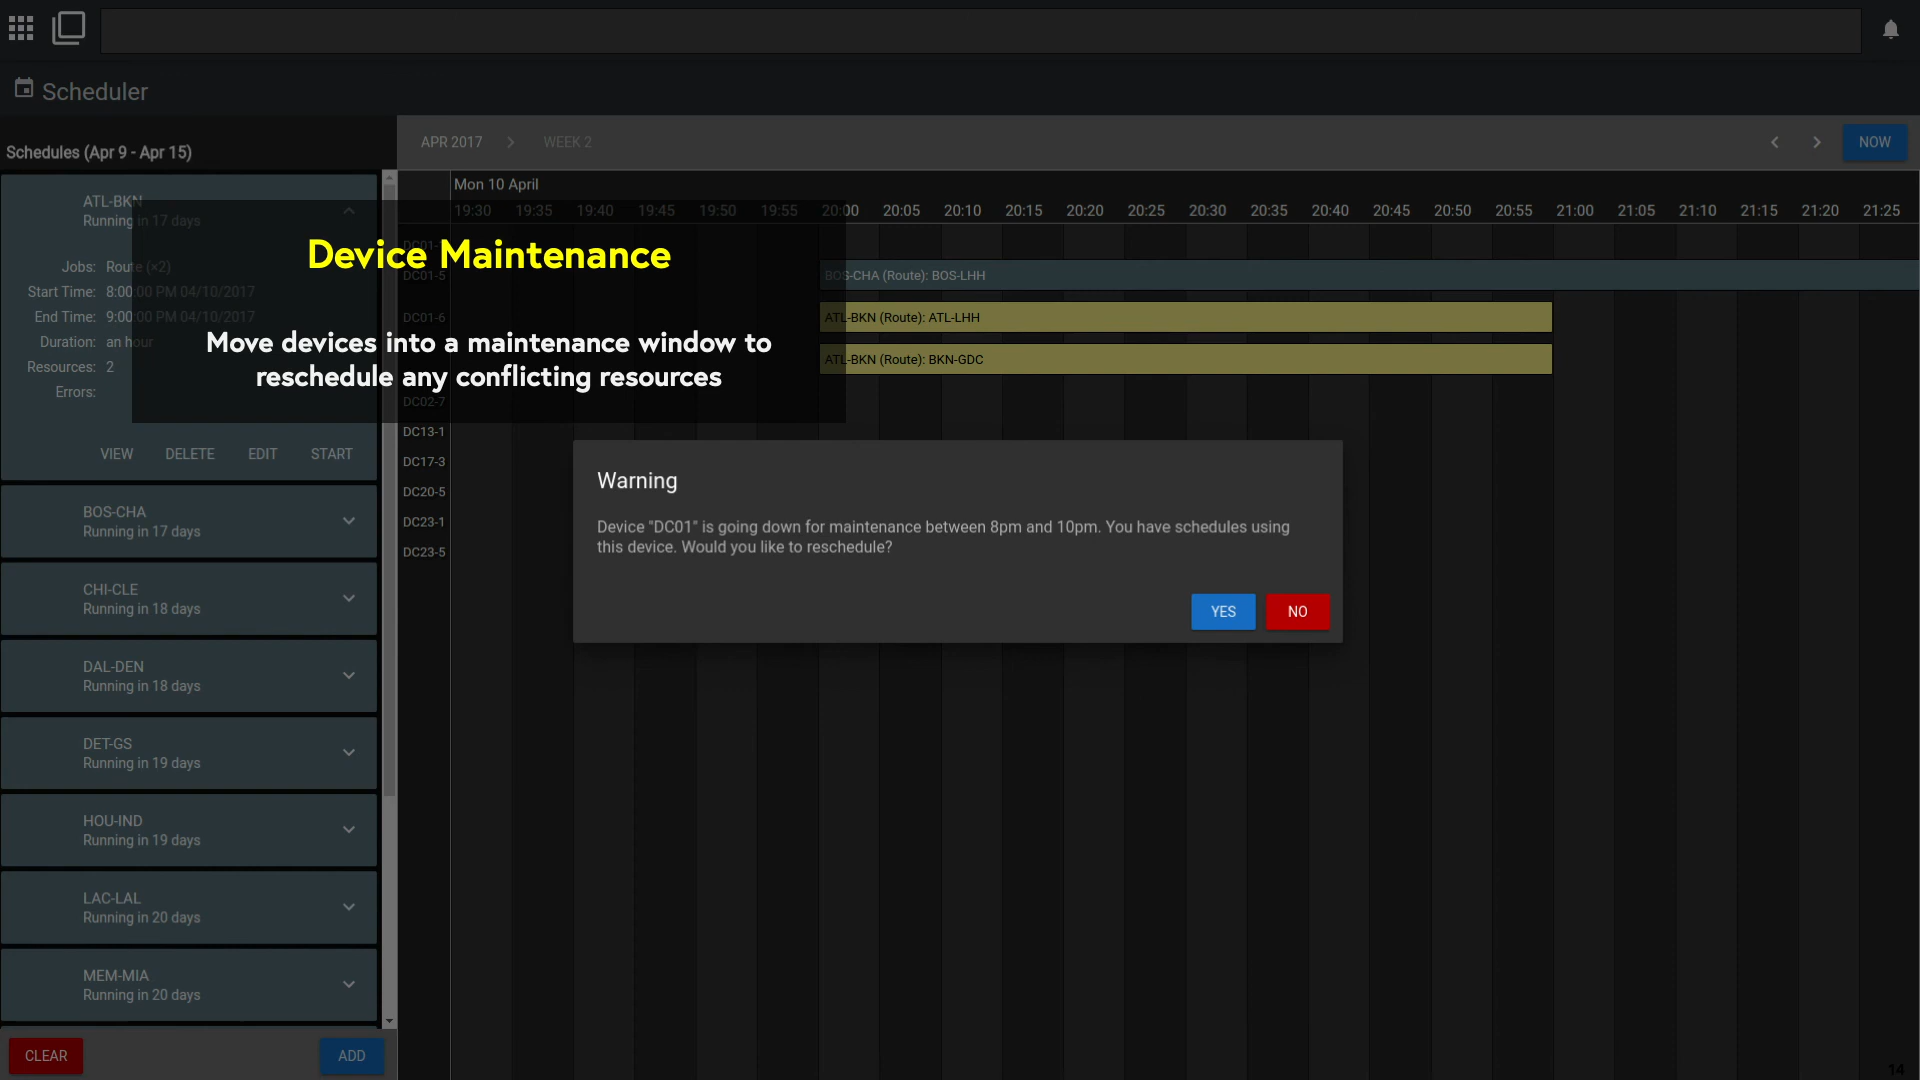 Scheduler
Schedules (Apr 9 - Apr 15)
APR 2017
WEEK 2
NOW
Mon 10 April
19:30 19:35 19:40 19:45 19:50 19:55 20:00 20:05 20:10 20:15 20:20 20:25 20:30 20:35 20:40 20:45 20:50 20:55 21:00 21:05 21:10 21:15 21:20 21:25
ATL-BKN
Running in 17 days
Jobs: Route (×2)
Start Time: 8:00:00 PM 04/10/2017
End Time: 9:00:00 PM 04/10/2017
Duration: an hour
Resources: 2
Errors:
VIEW DELETE EDIT START
Device Maintenance
Move devices into a maintenance window to
reschedule any conflicting resources
DC01-5
BOS-CHA (Route): BOS-LHH
DC01-6
ATL-BKN (Route): ATL-LHH
ATL-BKN (Route): BKN-GDC
DC02-7
DC13-1
DC17-3
DC20-5
DC23-1
DC23-5
Warning
Device "DC01" is going down for maintenance between 8pm and 10pm. You have schedules using
this device. Would you like to reschedule?
YES NO
BOS-CHA
Running in 17 days
CHI-CLE
Running in 18 days
DAL-DEN
Running in 18 days
DET-GS
Running in 19 days
HOU-IND
Running in 19 days
LAC-LAL
Running in 20 days
MEM-MIA
Running in 20 days
CLEAR ADD
14